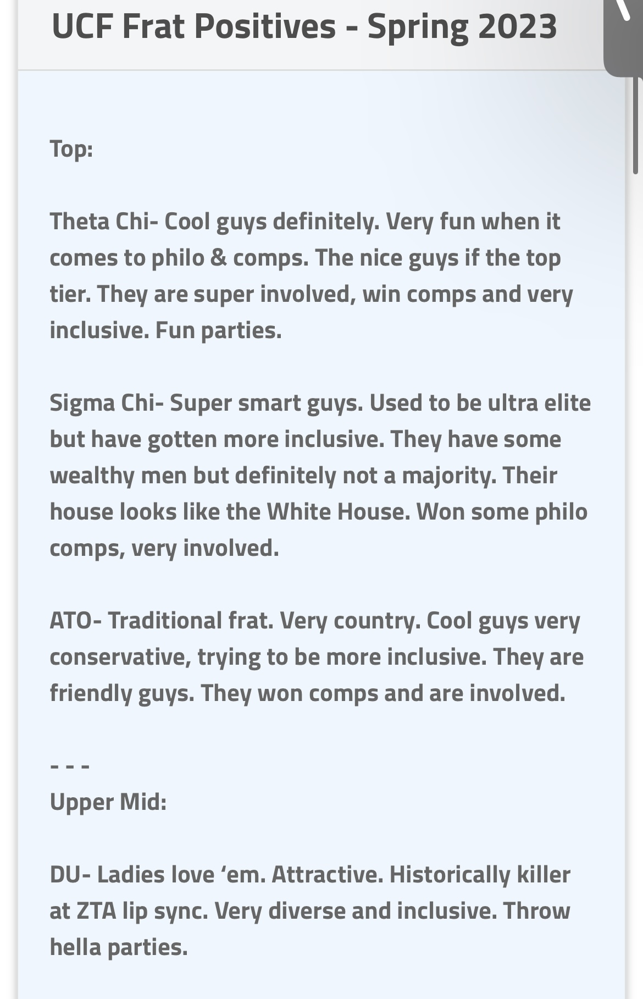 UCF Frat Positives - Spring 2023
Top:
Theta Chi- Cool guys definitely. Very fun when it
comes to philo & comps. The nice guys if the top
tier. They are super involved, win comps and very
inclusive. Fun parties.
Sigma Chi- Super smart guys. Used to be ultra elite
but have gotten more inclusive. They have some
wealthy men but definitely not a majority. Their
house looks like the White House. Won some philo
comps, very involved.
ATO- Traditional frat. Very country. Cool guys very
conservative, trying to be more inclusive. They are
friendly guys. They won comps and are involved.
- - -
Upper Mid:
DU- Ladies love ‘em. Attractive. Historically killer
at ZTA lip sync. Very diverse and inclusive. Throw
hella parties.